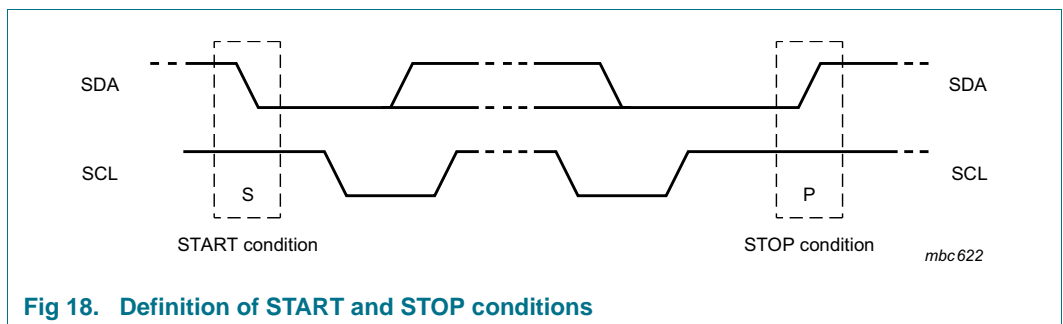 SDA
SDA
SCL
SCL
S
P
START condition
STOP condition
mbc622
Fig 18. Definition of START and STOP conditions